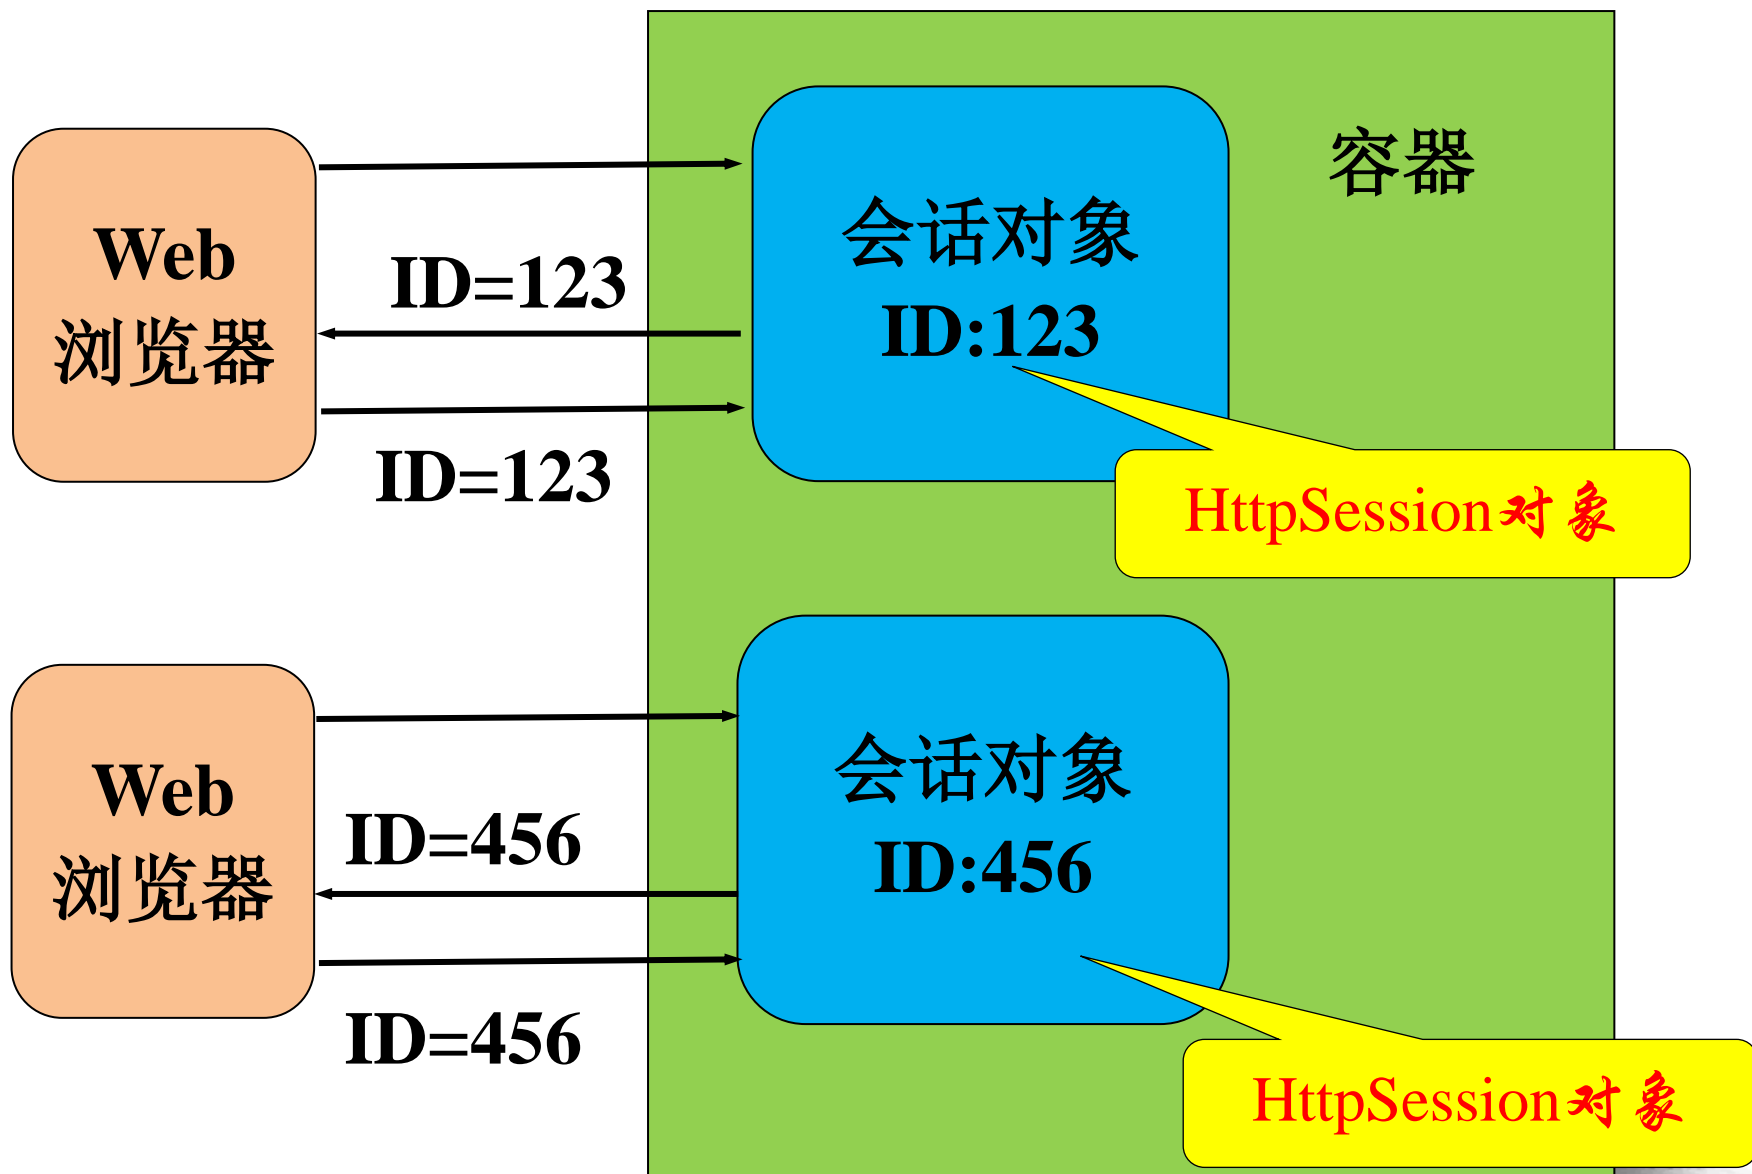 容器
Web
浏览器
ID=123
ID=123
会话对象
ID:123
HttpSession对象
Web
浏览器
ID=456
ID=456
会话对象
ID:456
HttpSession对象